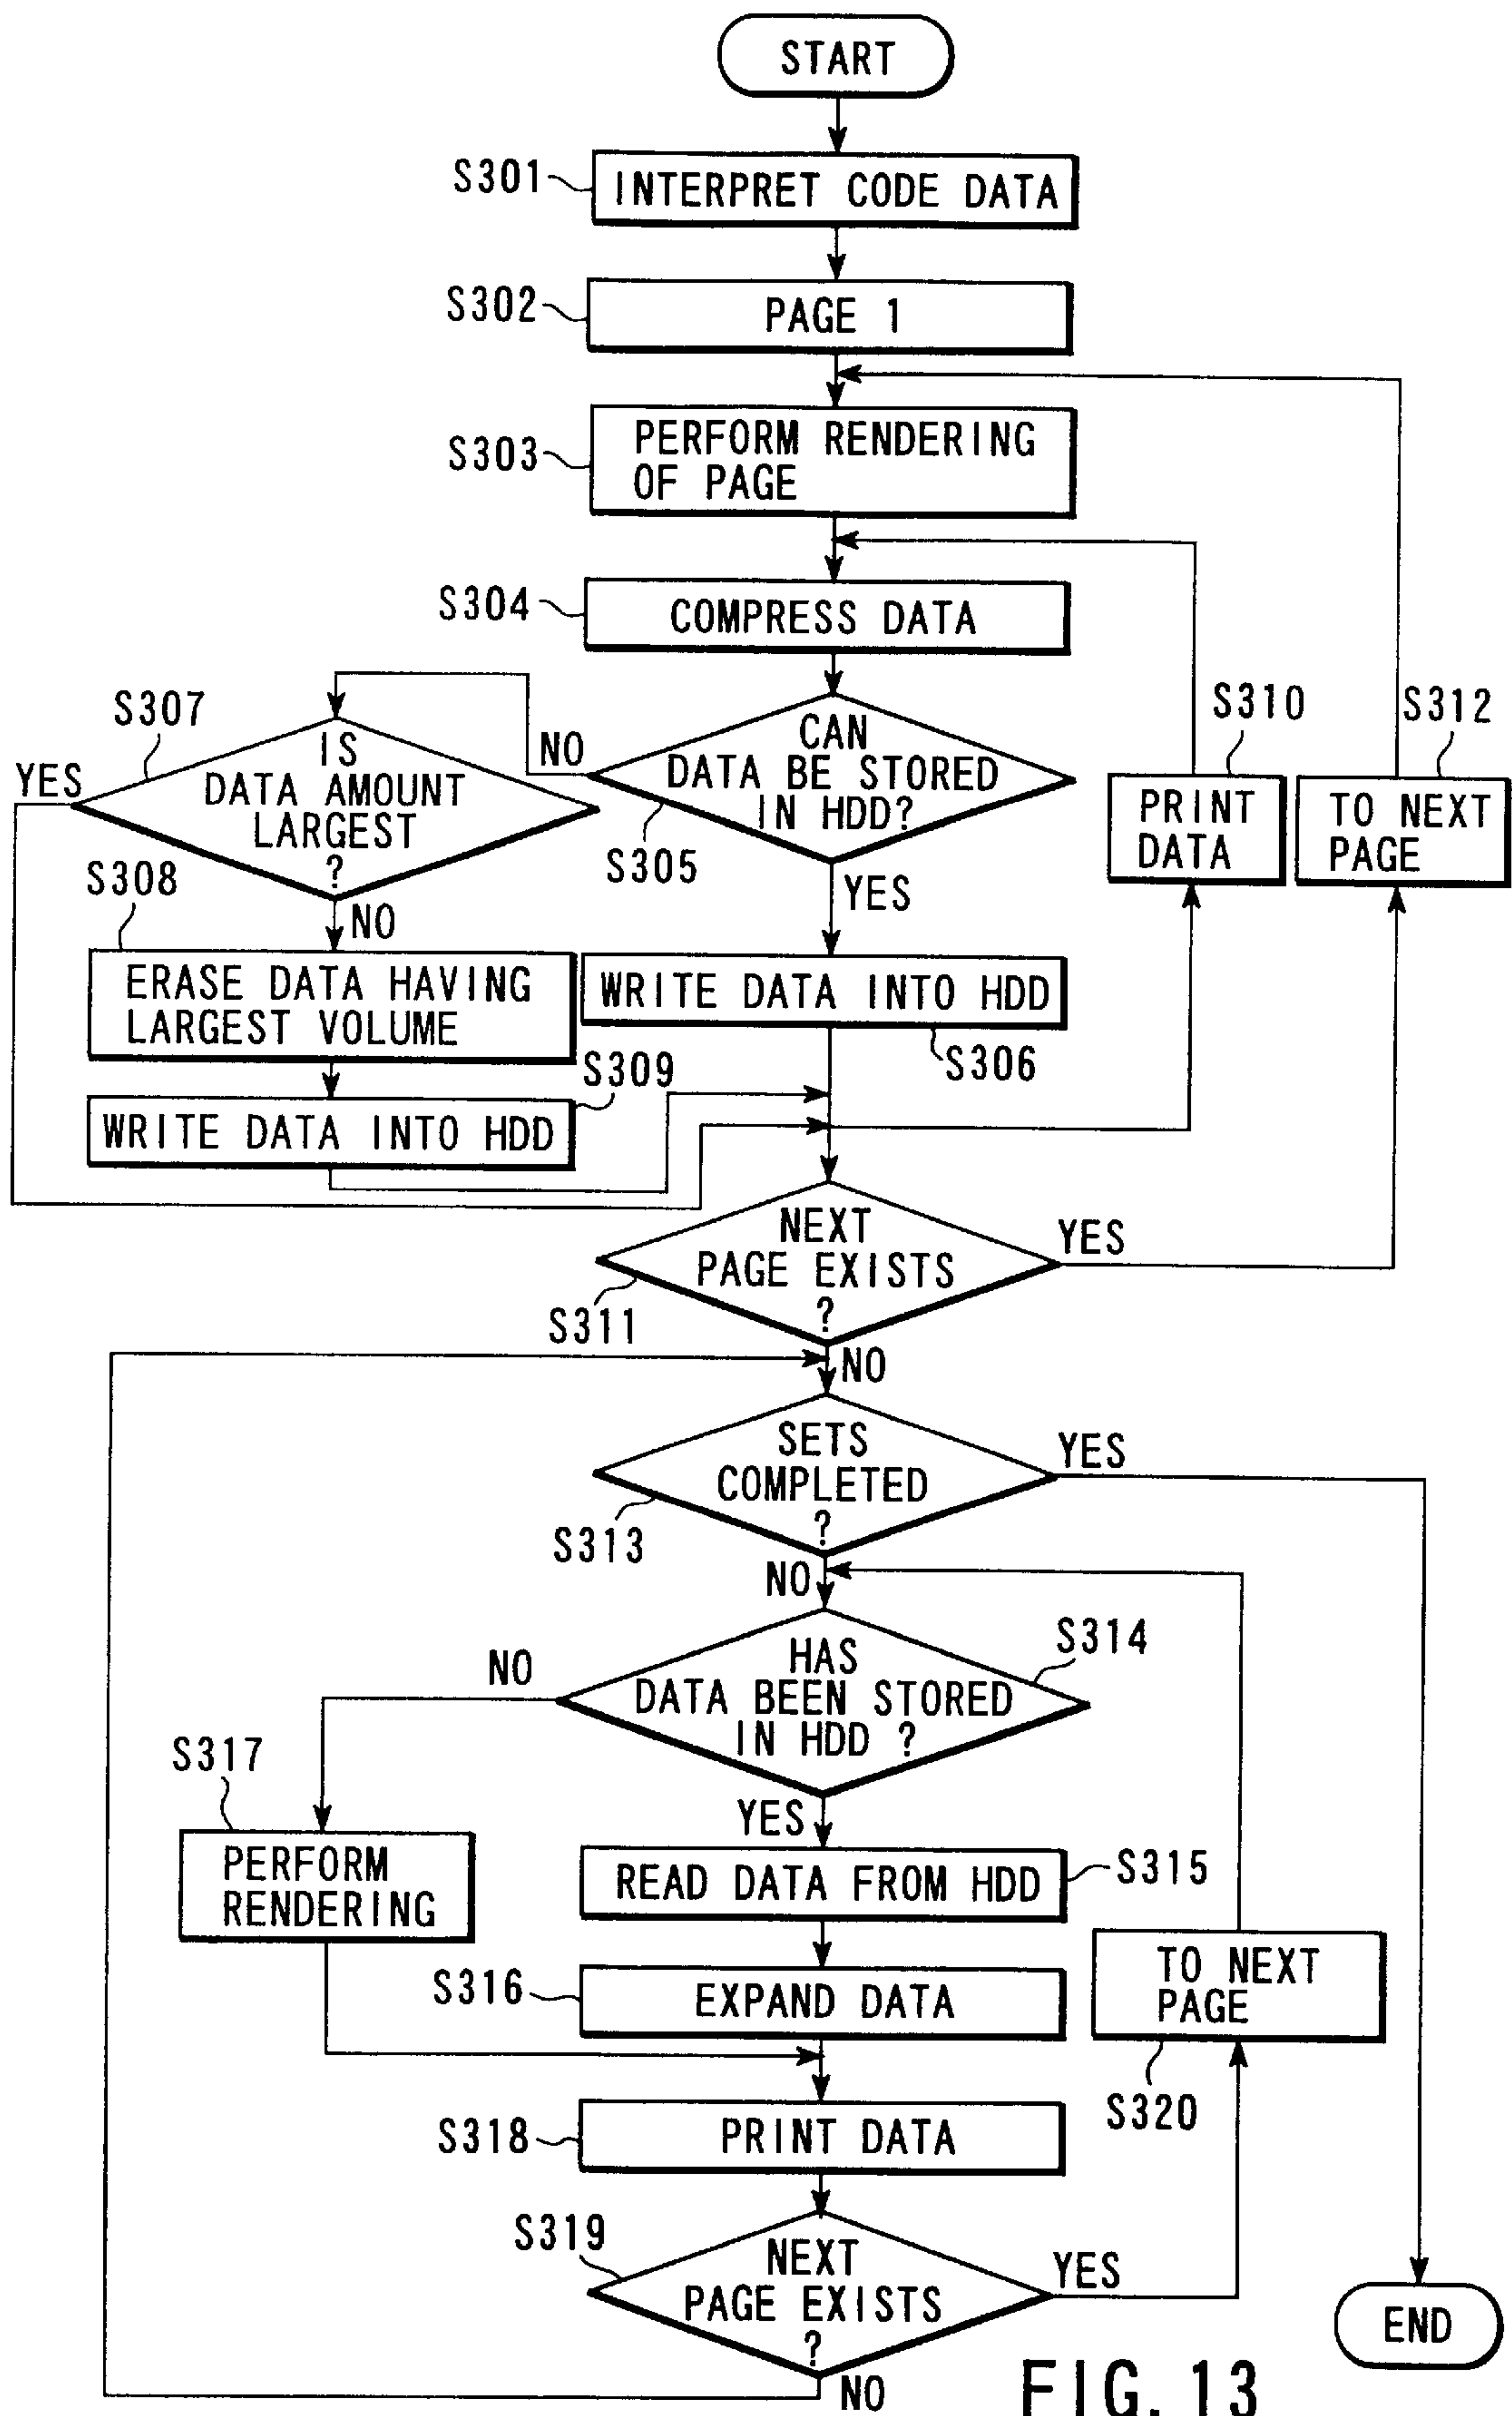 START
S301
INTERPRET CODE DATA
S302
PAGE 1
S303
PERFORM RENDERING
OF PAGE
S304
COMPRESS DATA
S305
CAN
DATA BE STORED
IN HDD?
NO
YES
S307
IS
DATA AMOUNT
LARGEST
?
YES
NO
S310
PRINT
DATA
S312
TO NEXT
PAGE
S308
ERASE DATA HAVING
LARGEST VOLUME
WRITE DATA INTO HDD
S306
S309
WRITE DATA INTO HDD
NEXT
PAGE EXISTS
?
YES
S311
NO
SETS
COMPLETED
?
YES
S313
NO
S314
HAS
DATA BEEN STORED
IN HDD ?
NO
YES
S317
PERFORM
RENDERING
READ DATA FROM HDD
S315
S316
EXPAND DATA
TO NEXT
PAGE
S320
S318
PRINT DATA
S319
NEXT
PAGE EXISTS
?
YES
NO
END
FIG. 13